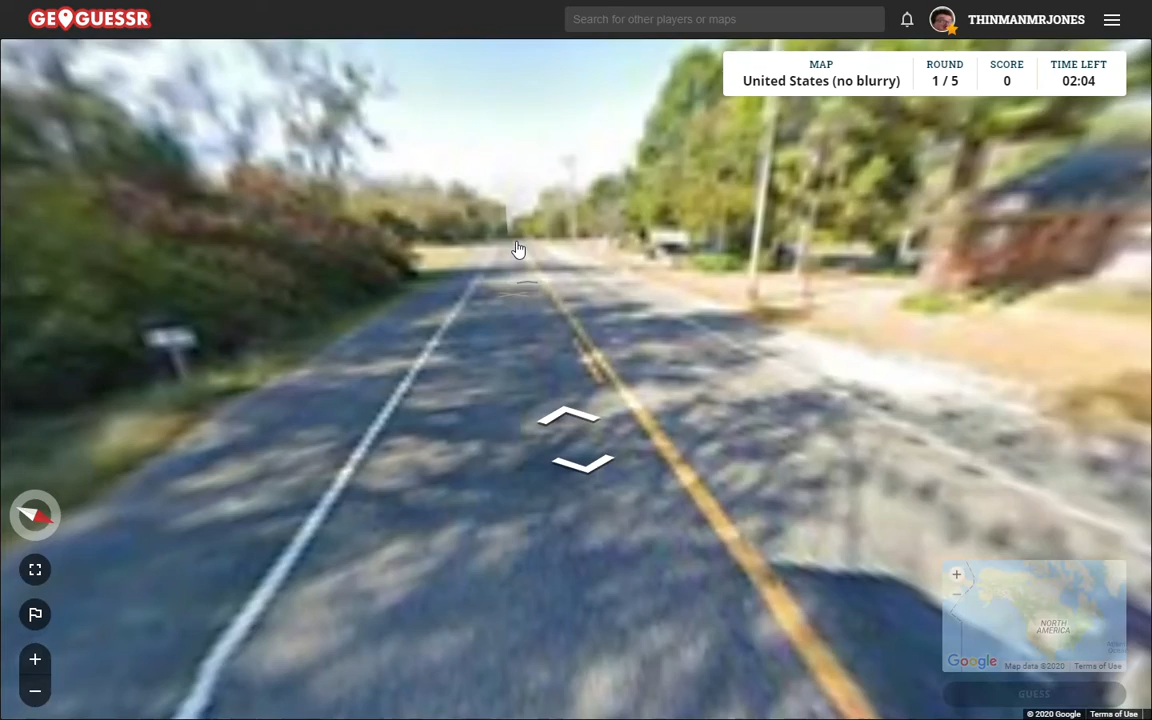 GEOGUESSR
Search for other players or maps
THINMANMRJONES
MAP
United States (no blurry)
ROUND
1 / 5
SCORE
0
TIME LEFT
02:04
+
−
+
−
NORTH
AMERICA
Google
Map data ©2020
Terms of Use
GUESS
© 2020 Google
Terms of Use